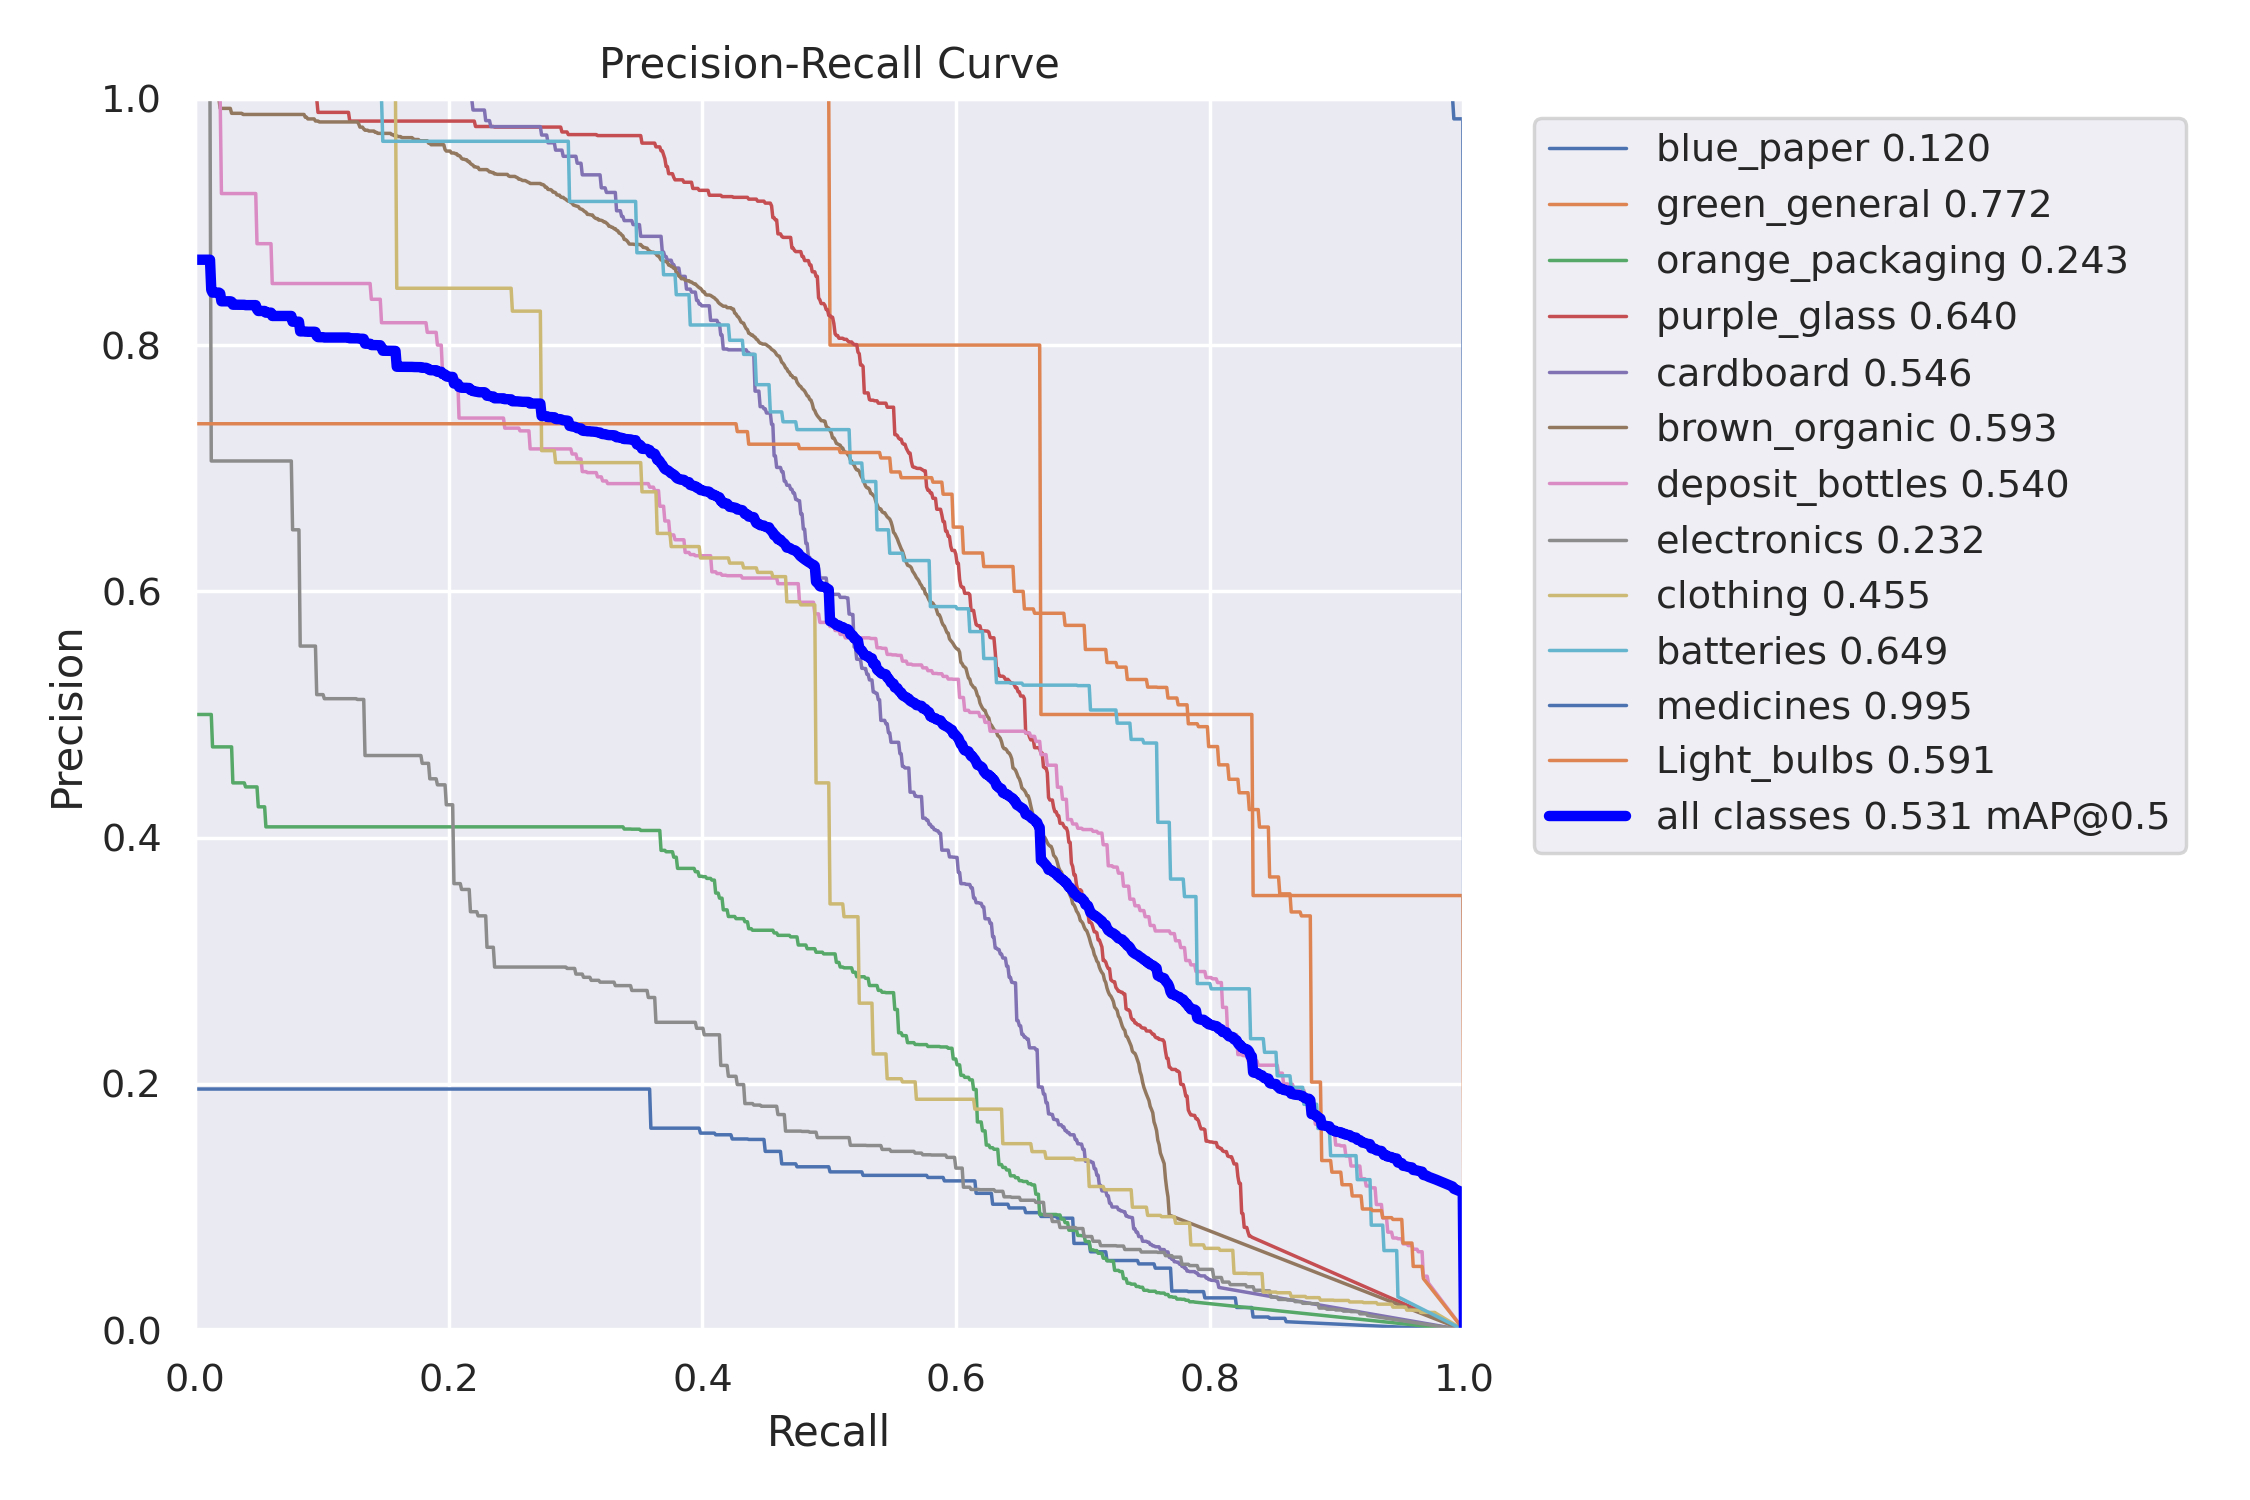 Precision-Recall Curve
1.0
0.8
0.6
0.4
0.2
0.0
Precision
0.0 0.2 0.4 0.6 0.8 1.0
Recall
blue_paper 0.120
green_general 0.772
orange_packaging 0.243
purple_glass 0.640
cardboard 0.546
brown_organic 0.593
deposit_bottles 0.540
electronics 0.232
clothing 0.455
batteries 0.649
medicines 0.995
Light_bulbs 0.591
all classes 0.531 mAP@0.5